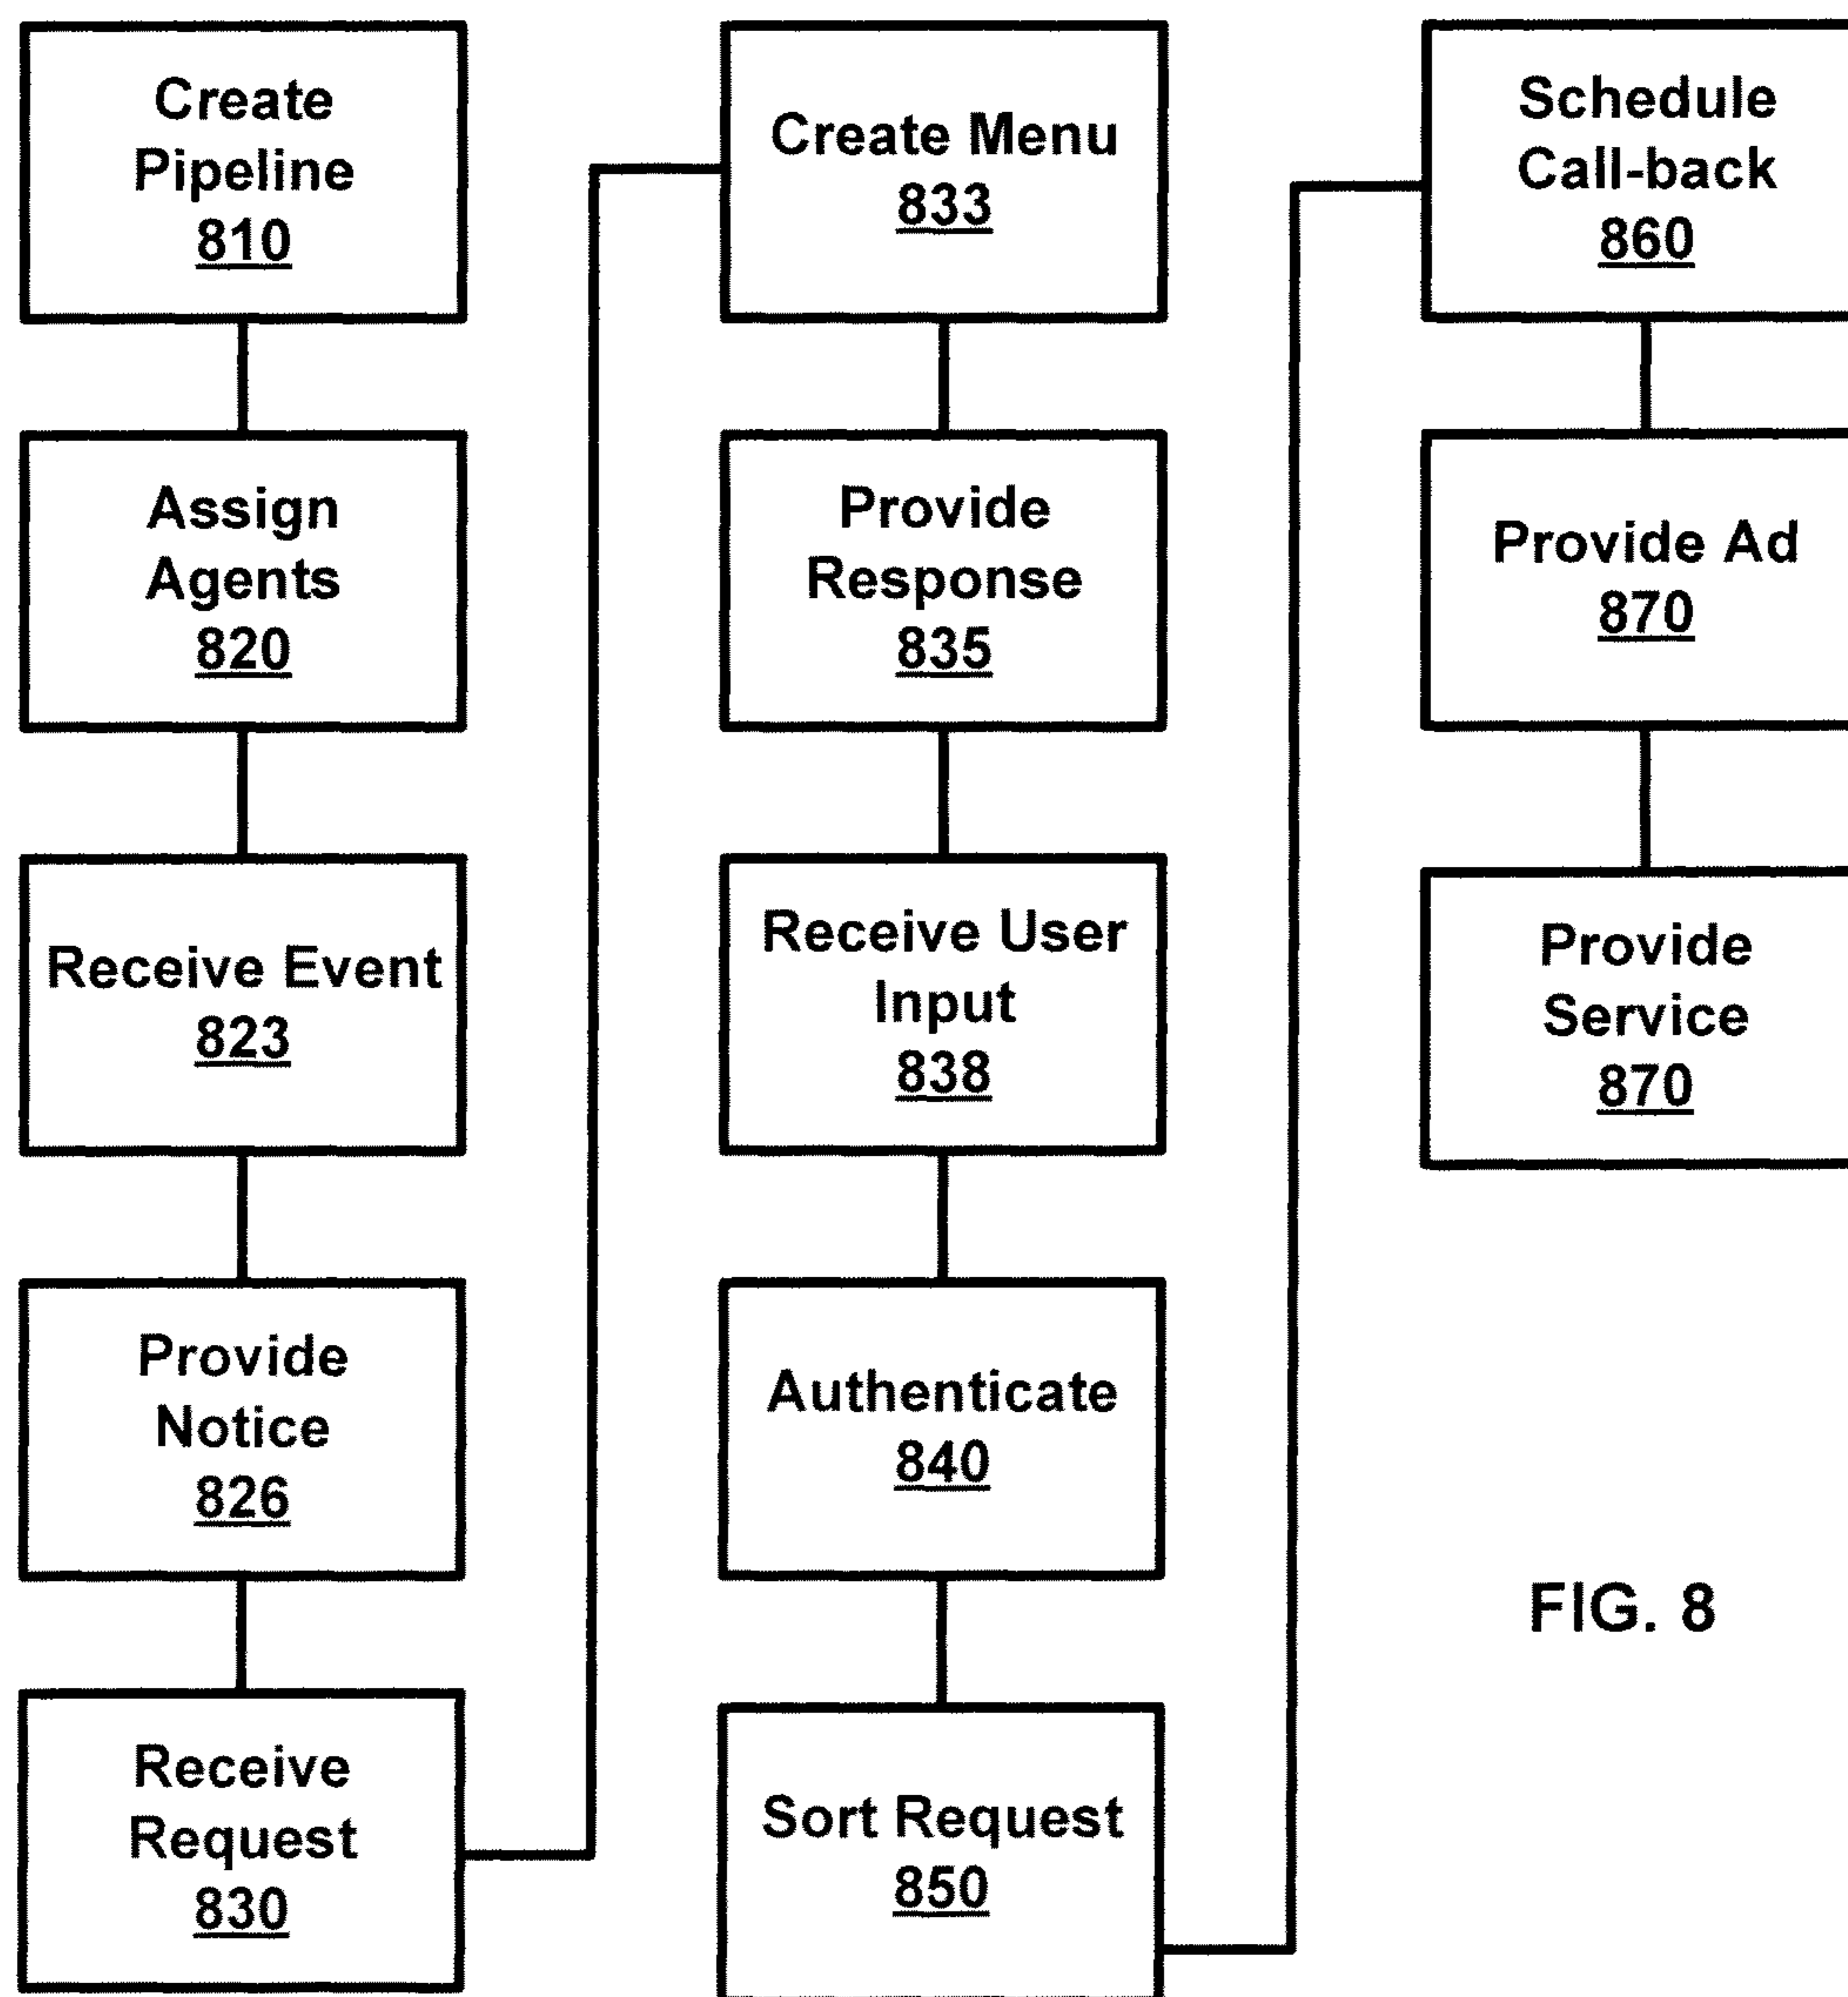 Create
Pipeline
810
Assign
Agents
820
Receive Event
823
Provide
Notice
826
Receive
Request
830
Create Menu
833
Provide
Response
835
Receive User
Input
838
Authenticate
840
Sort Request
850
Schedule
Call-back
860
Provide Ad
870
Provide
Service
870
FIG. 8